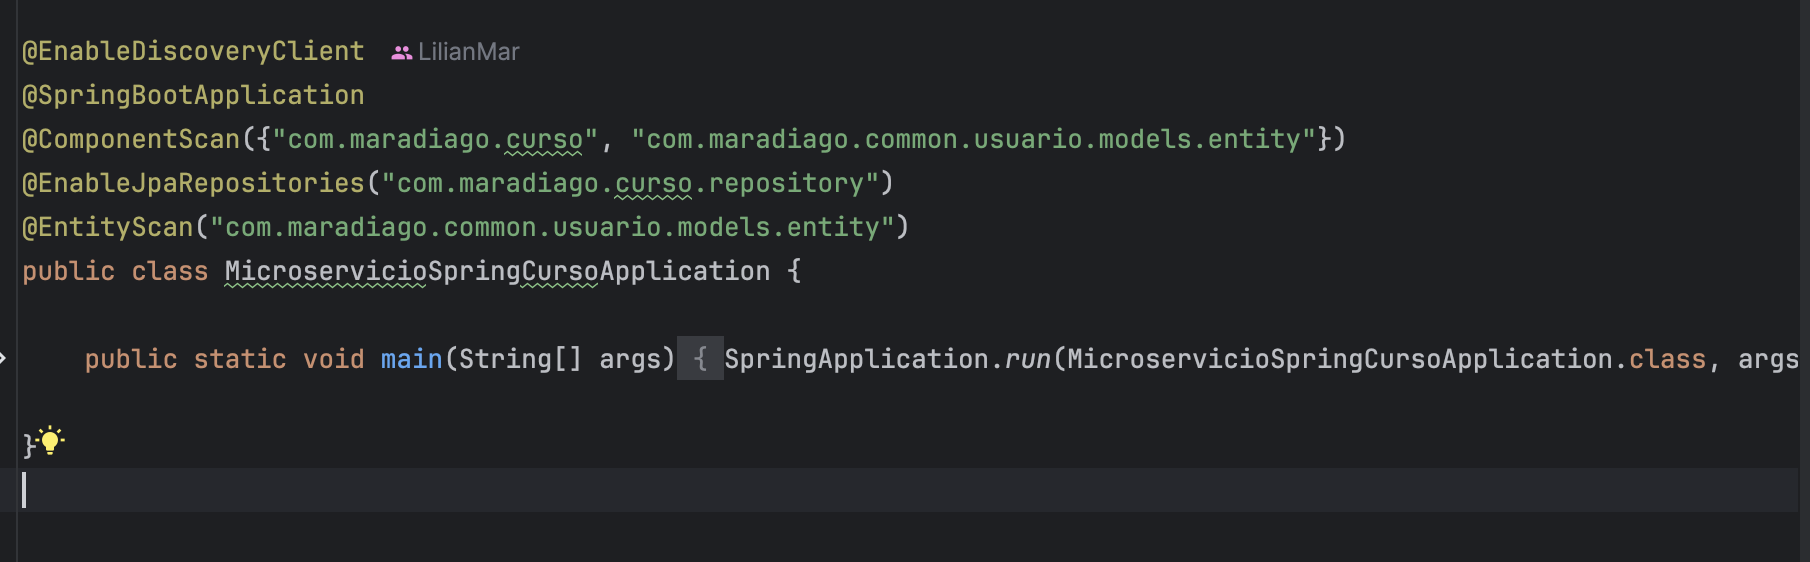 @EnableDiscoveryClient LilianMar
@SpringBootApplication
@ComponentScan({"com.maradiago.curso", "com.maradiago.common.usuario.models.entity"})
@EnableJpaRepositories("com.maradiago.curso.repository")
@EntityScan("com.maradiago.common.usuario.models.entity")
public class MicroservicioSpringCursoApplication {
public static void main(String[] args) { SpringApplication.run(MicroservicioSpringCursoApplication.class, args
}